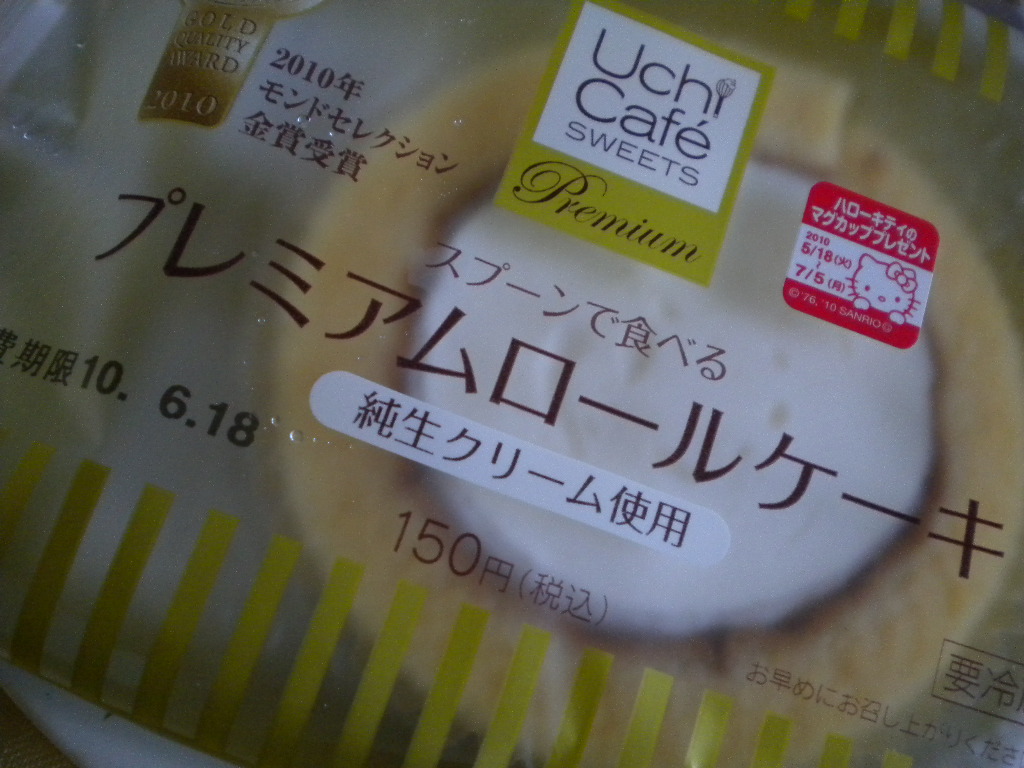 GOLD
QUALITY
AWARD
2010
2010年
モンドセレクション
金賞受賞
Uchi
Café
SWEETS
Premium
ハローキティの
マグカッププレゼント
2010
5/18(火)
~
7/5(月)
©'76,'10 SANRIO©
スプーンで食べる
プレミアムロールケーキ
純生クリーム使用
費期限10. 6.18
150円(税込)
要冷
お早めにお召し上がりくださ